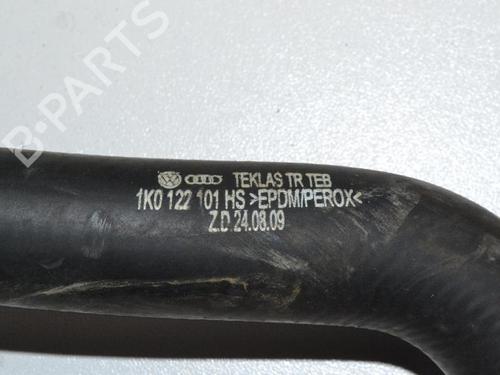 TEKLAS TR TEB
1K0 122 101 HS >EPDM/PEROX<
Z.D 24.08.09
B-PARTS